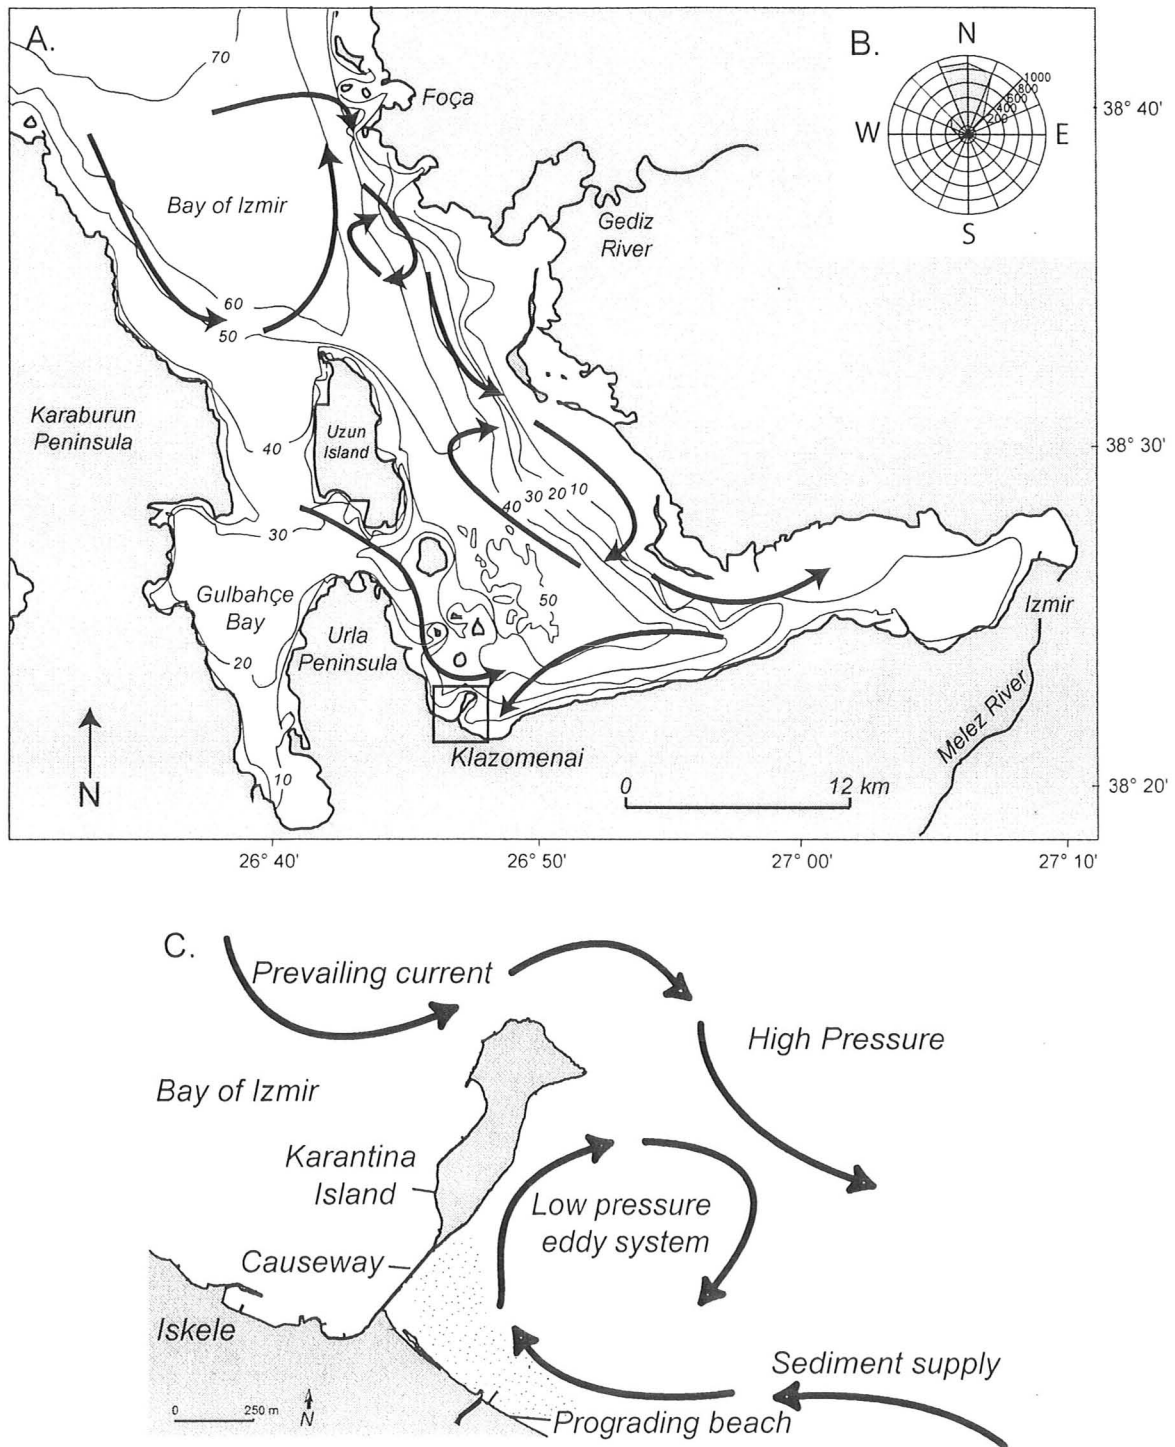 A.
70
Foça
B.
N
1000
800
600
400
200
W
E
S
38° 40'
Bay of Izmir
Gediz
River
60
50
Karaburun
Peninsula
Uzun
Island
40
38° 30'
40 30 20 10
30
Gulbahçe
Bay
50
Urla
Peninsula
Izmir
20
Melez River
N
10
Klazomenai
0 12 km
38° 20'
26° 40' 26° 50' 27° 00' 27° 10'
C.
Prevailing current
High Pressure
Bay of Izmir
Karantina
Island
Low pressure
eddy system
Causeway
Iskele
Sediment supply
0 250 m
N
Prograding beach